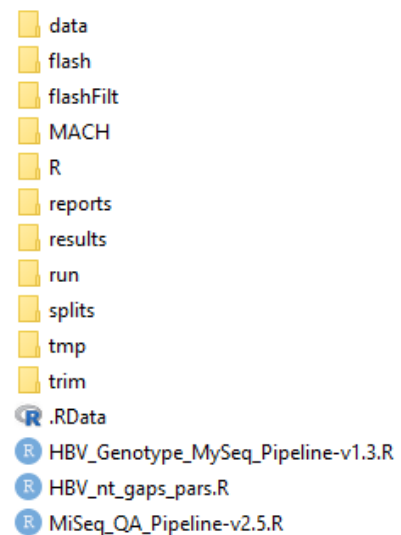 data
flash
flashFilt
MACH
R
reports
results
run
splits
tmp
trim
R .RData
R HBV_Genotype_MySeq_Pipeline-v1.3.R
R HBV_nt_gaps_pars.R
R MiSeq_QA_Pipeline-v2.5.R